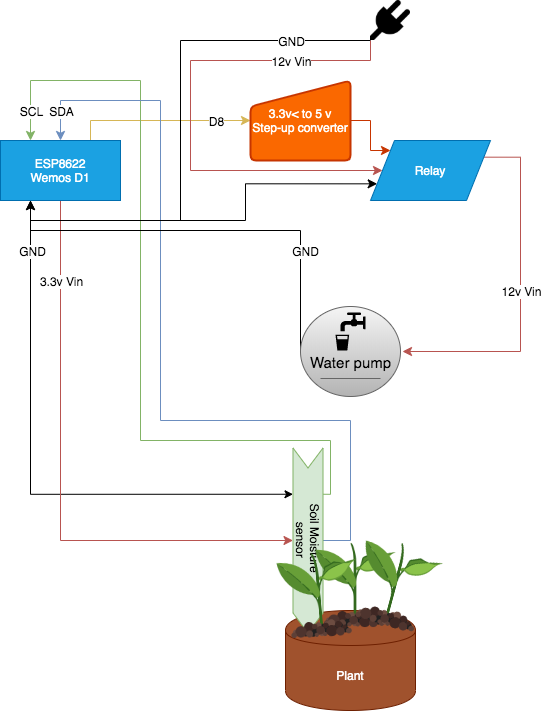 GND
12v Vin
SCL SDA
D8
3.3v< to 5 v
Step-up converter
ESP8622
Wemos D1
Relay
GND
GND
3.3v Vin
12v Vin
Water pump
Soil Moisture
sensor
Plant